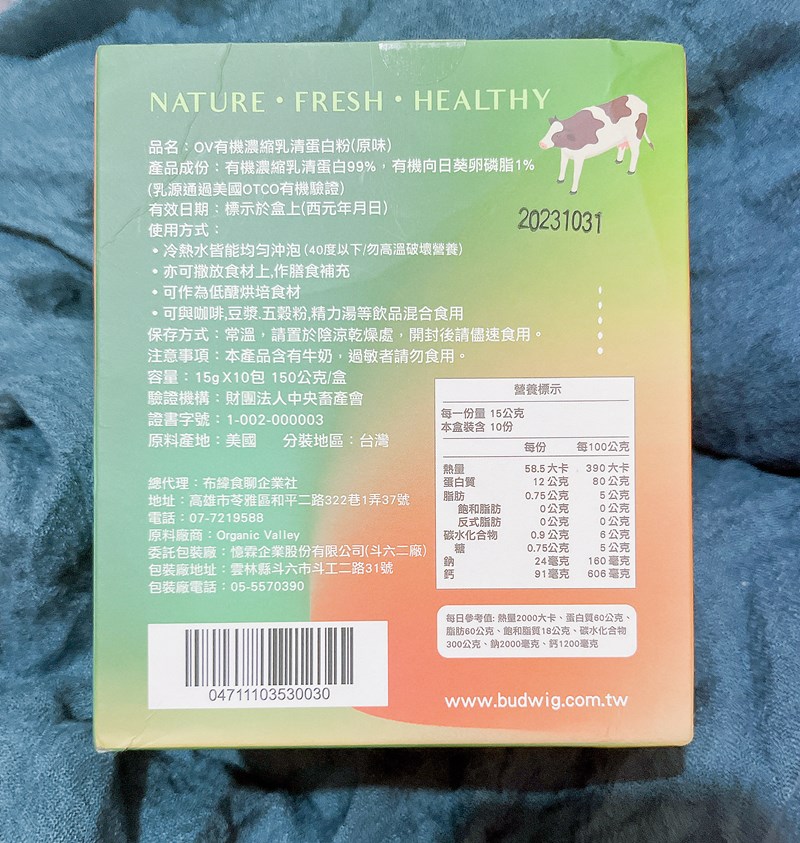 NATURE • FRESH • HEALTHY
品名：OV有機濃縮乳清蛋白粉(原味)
產品成份：有機濃縮乳清蛋白99%，有機向日葵卵磷脂1%
(乳源通過美國OTCO有機驗證)
有效日期：標示於盒上(西元年月日)
20231031
使用方式：
•冷熱水皆能均勻沖泡(40度以下/勿高溫破壞營養)
•亦可撒放食材上,作膳食補充
•可作為低醣烘培食材
•可與咖啡,豆漿.五穀粉,精力湯等飲品混合食用
保存方式：常溫，請置於陰涼乾燥處，開封後請儘速食用。
注意事項：本產品含有牛奶，過敏者請勿食用。
容量：15g X10包 150公克/盒
驗證機構：財團法人中央畜產會
證書字號：1-002-000003
原料產地：美國 分裝地區：台灣
總代理：布緯食聊企業社
地址：高雄市苓雅區和平二路322巷1弄37號
電話：07-7219588
原料廠商：Organic Valley
委託包裝廠：憶霖企業股份有限公司(斗六二廠)
包裝廠地址：雲林縣斗六市斗工二路31號
包裝廠電話：05-5570390
04711103530030
營養標示
每一份量 15公克
本盒裝含 10份
每份 每100公克
熱量 58.5大卡 390大卡
蛋白質 12公克 80公克
脂肪 0.75公克 5公克
飽和脂肪 0公克 0公克
反式脂肪 0公克 0公克
碳水化合物 0.9公克 6公克
糖 0.75公克 5公克
鈉 24毫克 160毫克
鈣 91毫克 606毫克
每日參考值: 熱量2000大卡、蛋白質60公克、
脂肪60公克、飽和脂質18公克、碳水化合物
300公克、鈉2000毫克、鈣1200毫克
www.budwig.com.tw